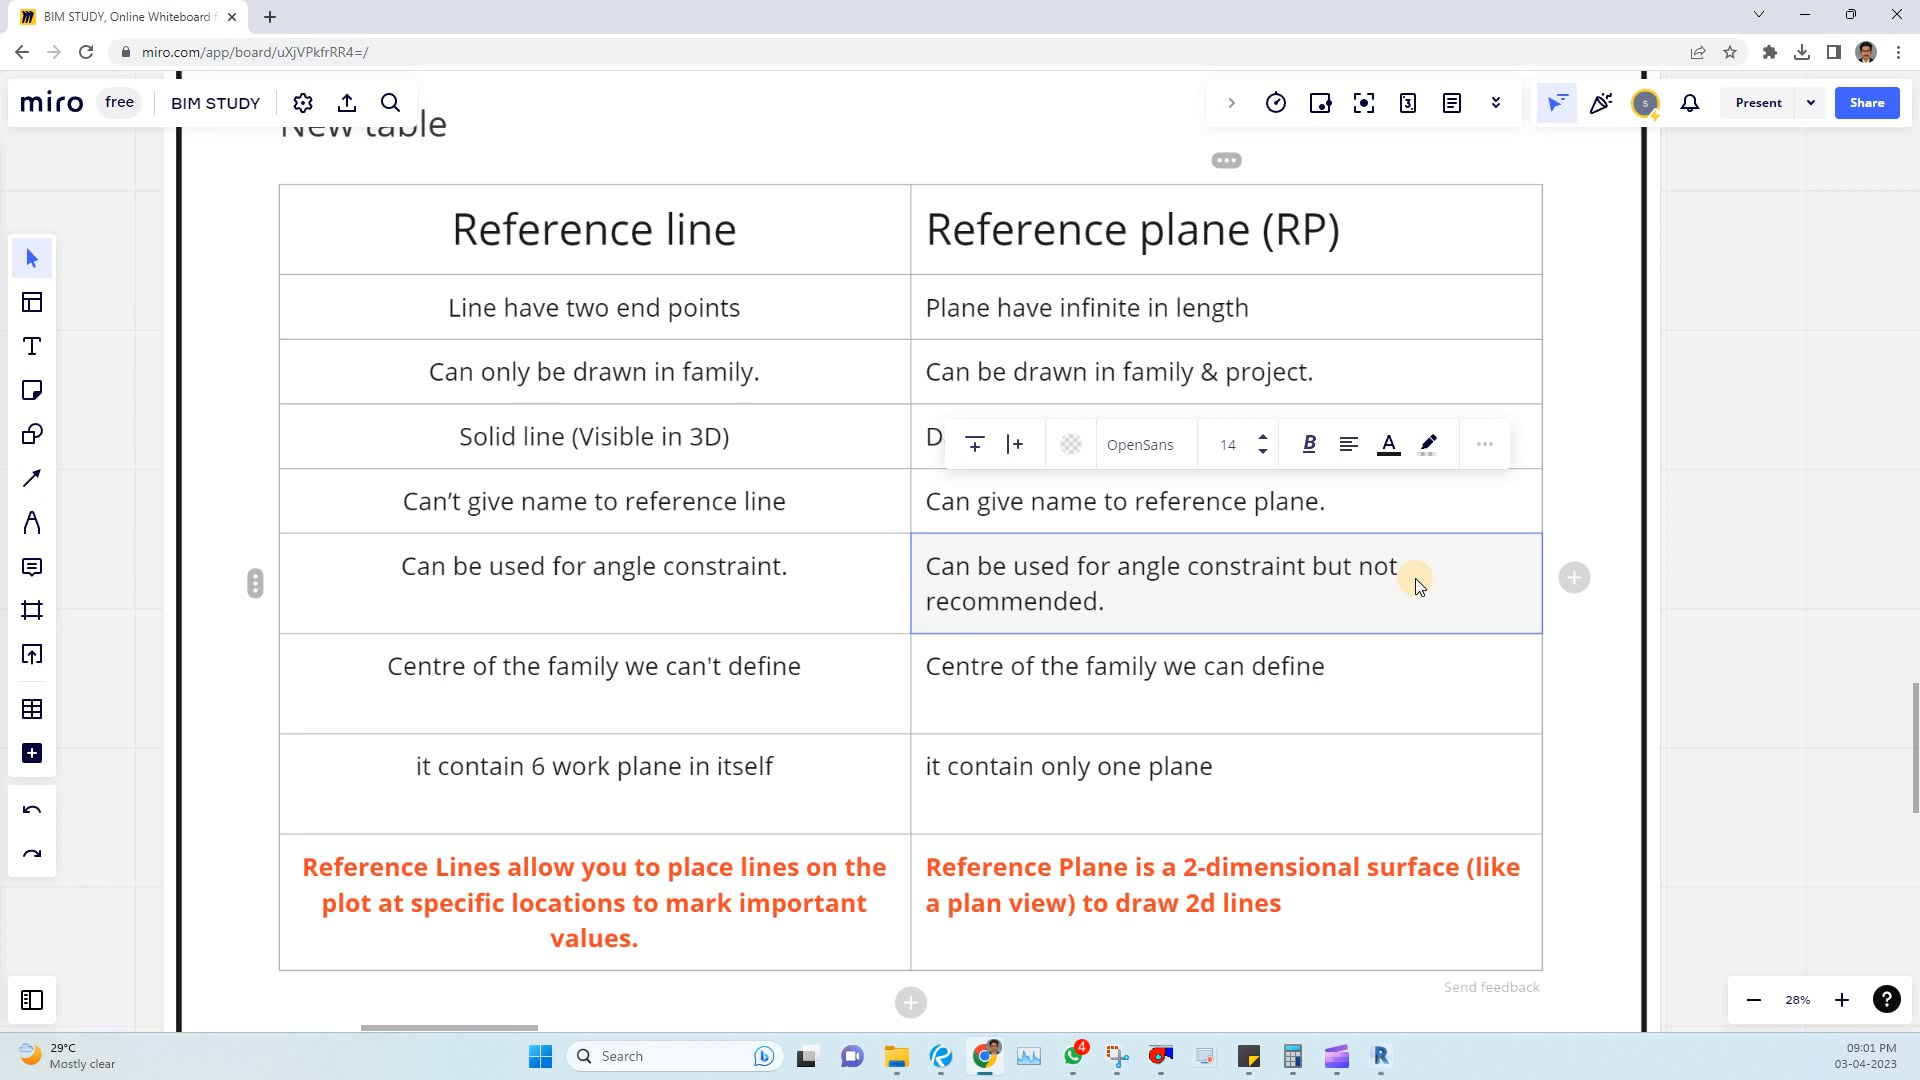 BIM STUDY, Online Whiteboard f
miro.com/app/board/uXjVPkfrRR4=/
miro
free
BIM STUDY
Present
Share
New table
Reference line
Reference plane (RP)
Line have two end points
Plane have infinite in length
Can only be drawn in family.
Can be drawn in family & project.
Solid line (Visible in 3D)
D
OpenSans
14
B
A
Can't give name to reference line
Can give name to reference plane.
Can be used for angle constraint.
Can be used for angle constraint but not
recommended.
Centre of the family we can't define
Centre of the family we can define
it contain 6 work plane in itself
it contain only one plane
Reference Lines allow you to place lines on the
plot at specific locations to mark important
values.
Reference Plane is a 2-dimensional surface (like
a plan view) to draw 2d lines
Send feedback
28%
29°C
Mostly clear
Search
4
09:01 PM
03-04-2023